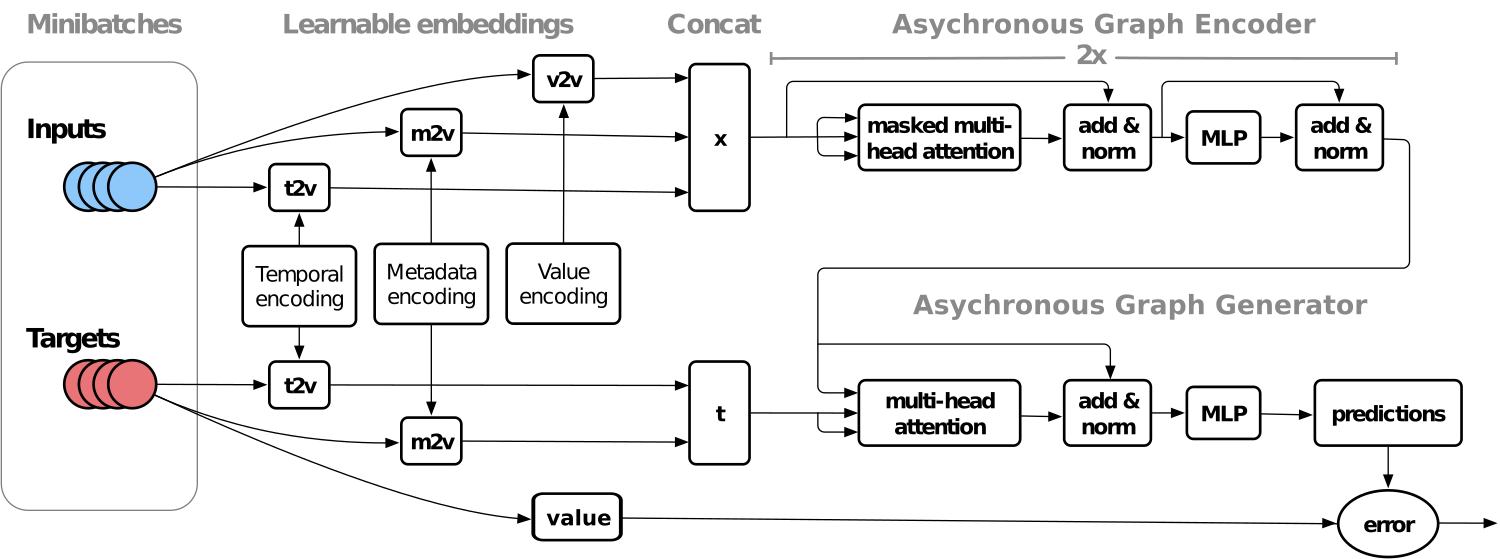 Minibatches
Learnable embeddings
Concat
Asychronous Graph Encoder
2x
Inputs
v2v
m2v
t2v
x
masked multi-
head attention
add &
norm
MLP
add &
norm
Temporal
encoding
Metadata
encoding
Value
encoding
Asychronous Graph Generator
Targets
t2v
m2v
t
multi-head
attention
add &
norm
MLP
predictions
value
error